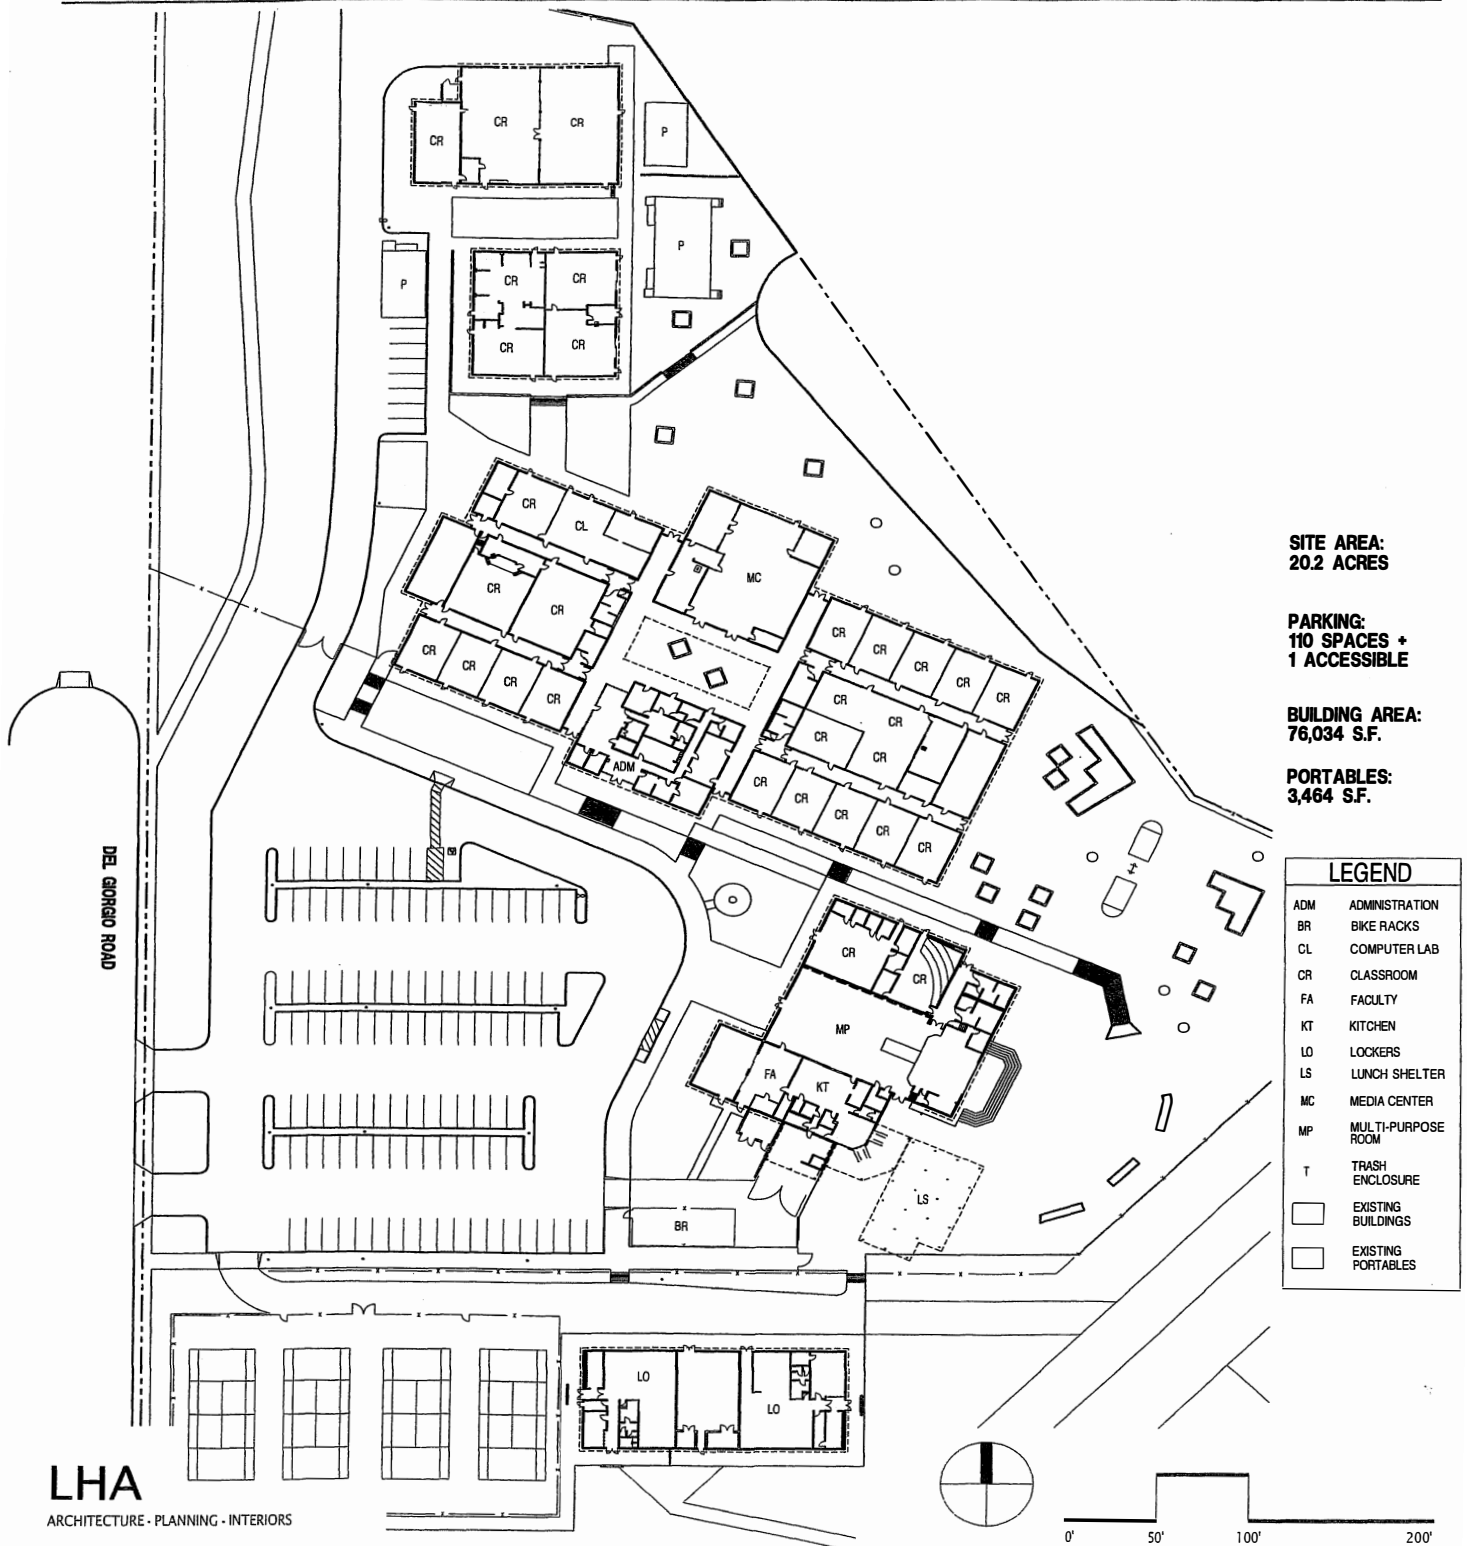 CR
CR
CR
P
P
P
CR
CR
CR
CR
CR
CL
CR
CR
CR
CR
CR
CR
MC
ADM
CR
CR
CR
CR
CR
CR
CR
CR
CR
CR
CR
CR
CR
CR
SITE AREA:
20.2 ACRES
PARKING:
110 SPACES +
1 ACCESSIBLE
BUILDING AREA:
76,034 S.F.
PORTABLES:
3,464 S.F.
DEL GIORGIO ROAD
CR
CR
MP
FA
KT
LS
BR
LEGEND
ADM ADMINISTRATION
BR BIKE RACKS
CL COMPUTER LAB
CR CLASSROOM
FA FACULTY
KT KITCHEN
LO LOCKERS
LS LUNCH SHELTER
MC MEDIA CENTER
MP MULTI-PURPOSE
ROOM
T TRASH
ENCLOSURE
EXISTING
BUILDINGS
EXISTING
PORTABLES
LO
LO
LHA
ARCHITECTURE - PLANNING - INTERIORS
0' 50' 100' 200'